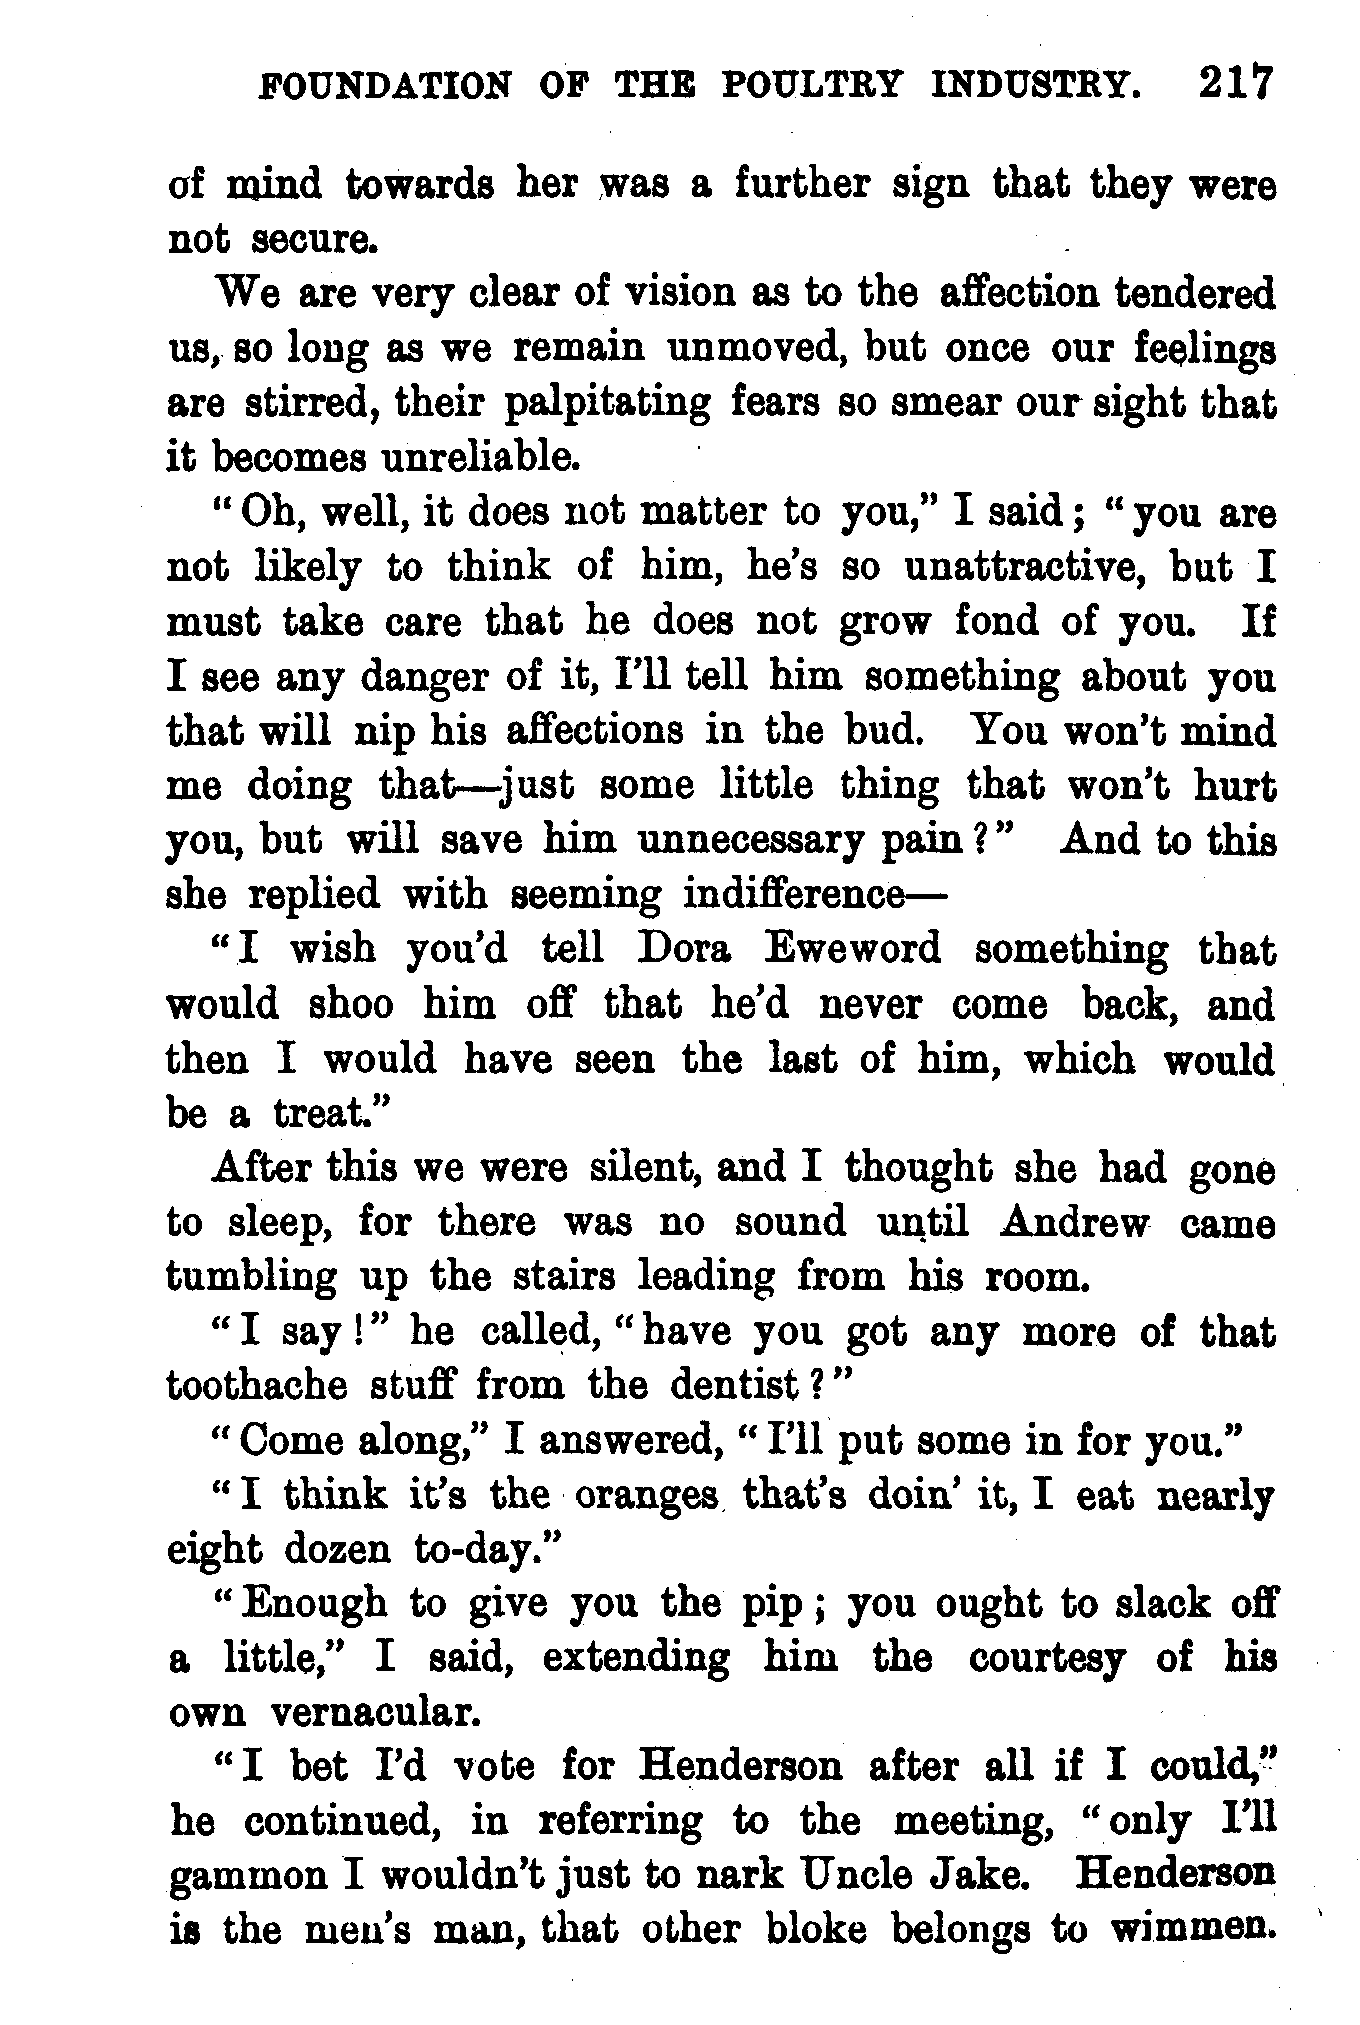 FOUNDATION OF THE POULTRY INDUSTRY. 217
of mind towards her was a further sign that they were
not secure.
We are very clear of vision as to the affection tendered
us, so long as we remain unmoved, but once our feelings
are stirred, their palpitating fears so smear our sight that
it becomes unreliable.
"Oh, well, it does not matter to you," I said; "you are
not likely to think of him, he's so unattractive, but I
must take care that he does not grow fond of you. If
I see any danger of it, I'll tell him something about you
that will nip his affections in the bud. You won't mind
me doing that—just some little thing that won't hurt
you, but will save him unnecessary pain?" And to this
she replied with seeming indifference—
"I wish you'd tell Dora Eweword something that
would shoo him off that he'd never come back, and
then I would have seen the last of him, which would
be a treat."
After this we were silent, and I thought she had gone
to sleep, for there was no sound until Andrew came
tumbling up the stairs leading from his room.
"I say!" he called, "have you got any more of that
toothache stuff from the dentist?"
"Come along," I answered, "I'll put some in for you."
"I think it's the oranges that's doin' it, I eat nearly
eight dozen to-day."
"Enough to give you the pip; you ought to slack off
a little," I said, extending him the courtesy of his
own vernacular.
"I bet I'd vote for Henderson after all if I could,"
he continued, in referring to the meeting, "only I'll
gammon I wouldn't just to nark Uncle Jake. Henderson
is the men's man, that other bloke belongs to wimmen.